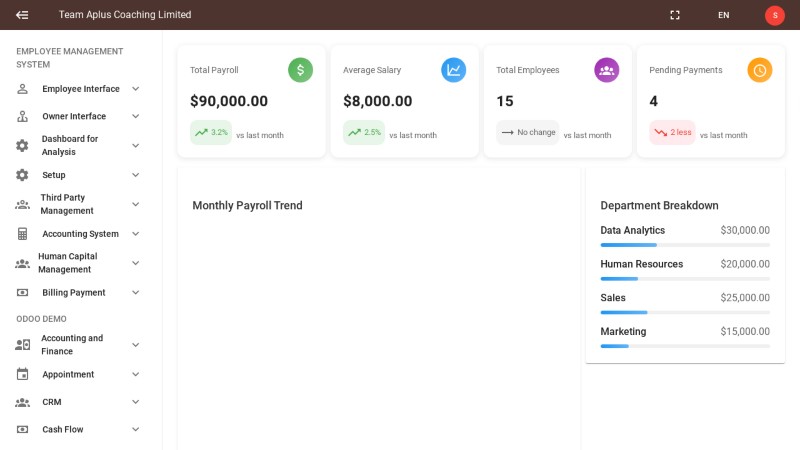 Team Aplus Coaching Limited
EN
S
EMPLOYEE MANAGEMENT
SYSTEM
Employee Interface
Owner Interface
Dashboard for
Analysis
Setup
Third Party
Management
Accounting System
Human Capital
Management
Billing Payment
ODOO DEMO
Accounting and
Finance
Appointment
CRM
Cash Flow
Total Payroll
$90,000.00
3.2% vs last month
Average Salary
$8,000.00
2.5% vs last month
Total Employees
15
No change vs last month
Pending Payments
4
2 less vs last month
Monthly Payroll Trend
Department Breakdown
Data Analytics $30,000.00
Human Resources $20,000.00
Sales $25,000.00
Marketing $15,000.00